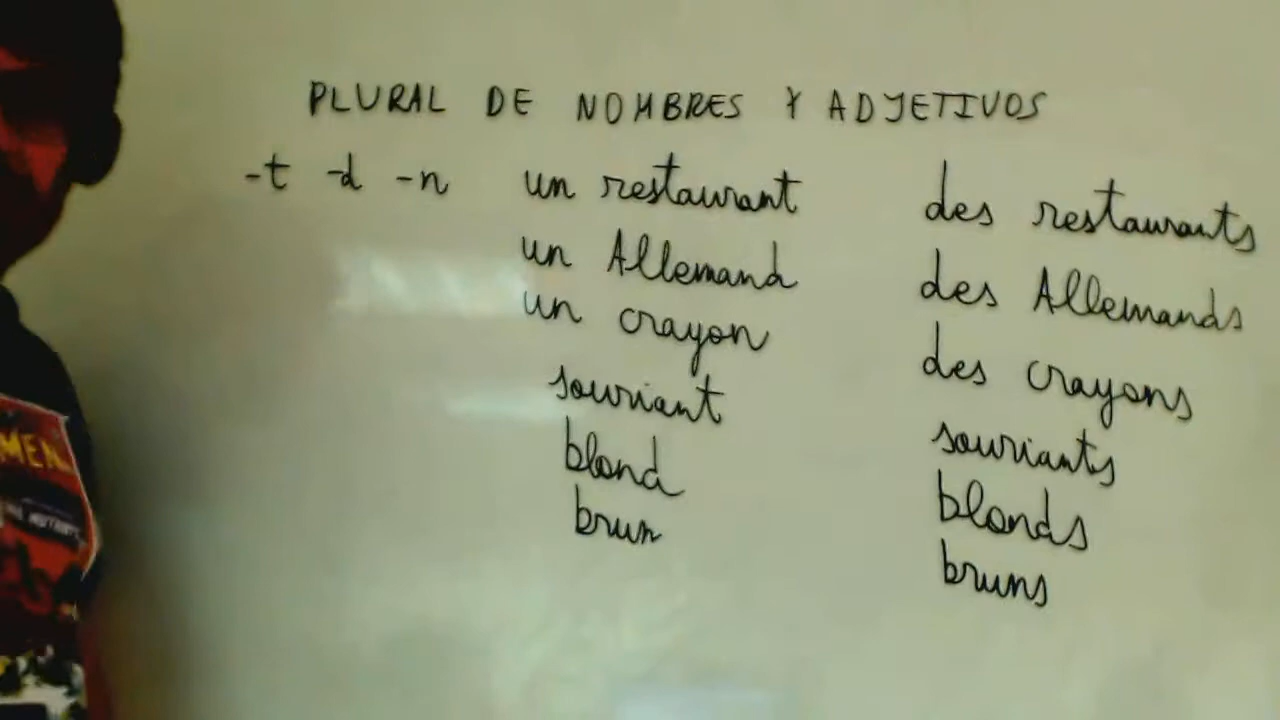 PLURAL DE NOMBRES Y ADJETIVOS
-t -d -n un restaurant des restaurants
un Allemand des Allemands
un crayon des crayons
souriant souriants
blond blonds
brun bruns
MEN